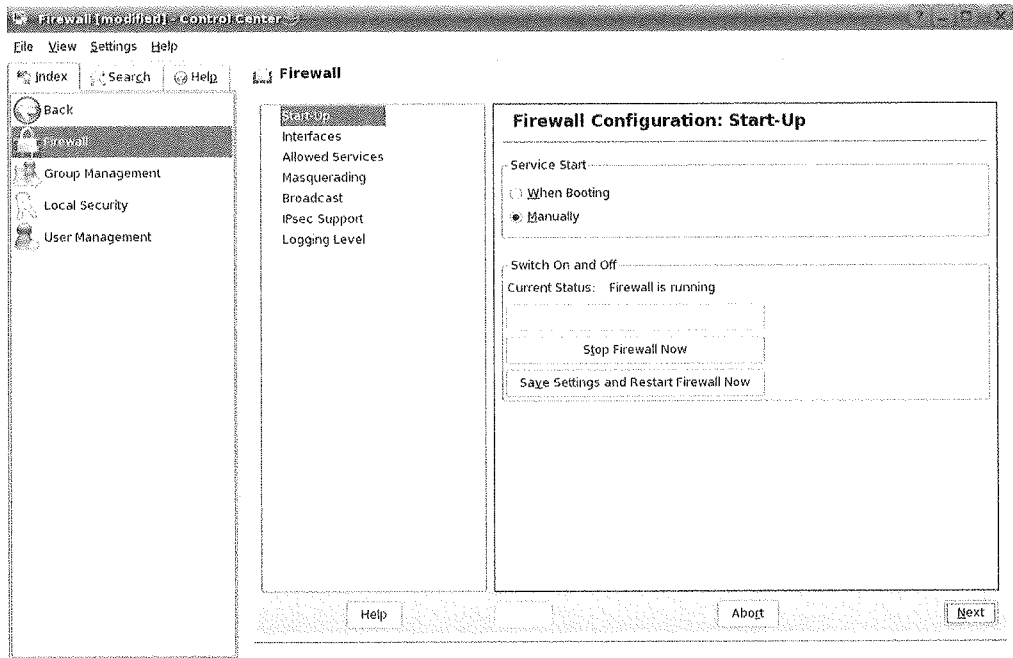 Firewall [modified] - Control Center
File View Settings Help
Index Search Help
Back
Firewall
Group Management
Local Security
User Management
Firewall
Start-Up
Interfaces
Allowed Services
Masquerading
Broadcast
IPsec Support
Logging Level
Firewall Configuration: Start-Up
Service Start
When Booting
Manually
Switch On and Off
Current Status: Firewall is running
Stop Firewall Now
Save Settings and Restart Firewall Now
Help
Abort
Next